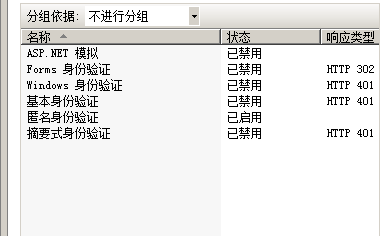 分组依据: 不进行分组
名称 状态 响应类型
ASP.NET 模拟 已禁用
Forms 身份验证 已禁用 HTTP 302
Windows 身份验证 已禁用 HTTP 401
基本身份验证 已禁用 HTTP 401
匿名身份验证 已启用
摘要式身份验证 已禁用 HTTP 401